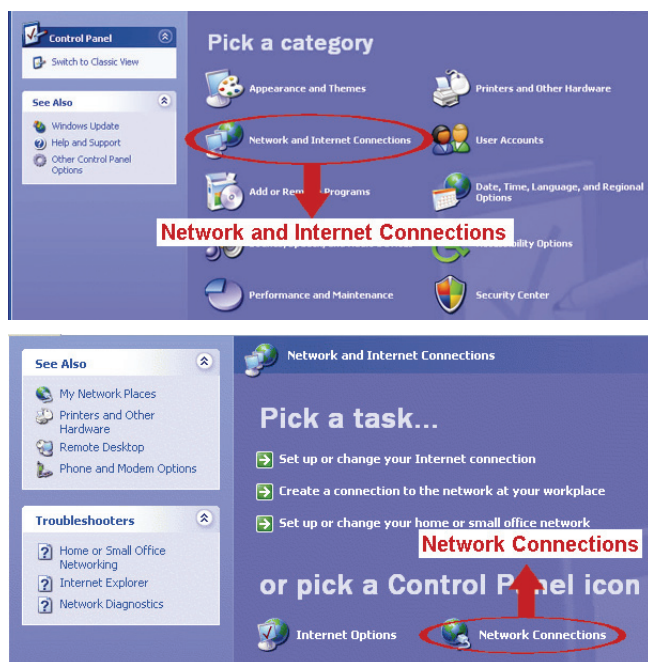 Control Panel
Switch to Classic View
See Also
Windows Update
Help and Support
Other Control Panel
Options
Pick a category
Appearance and Themes
Printers and Other Hardware
Network and Internet Connections
User Accounts
Add or Remove Programs
Date, Time, Language, and Regional
Options
Network and Internet Connections
Accessibility Options
Performance and Maintenance
Security Center
See Also
My Network Places
Printers and Other
Hardware
Remote Desktop
Phone and Modem Options
Troubleshooters
Home or Small Office
Networking
Internet Explorer
Network Diagnostics
Network and Internet Connections
Pick a task...
Set up or change your Internet connection
Create a connection to the network at your workplace
Set up or change your home or small office network
Network Connections
or pick a Control Panel icon
Internet Options
Network Connections